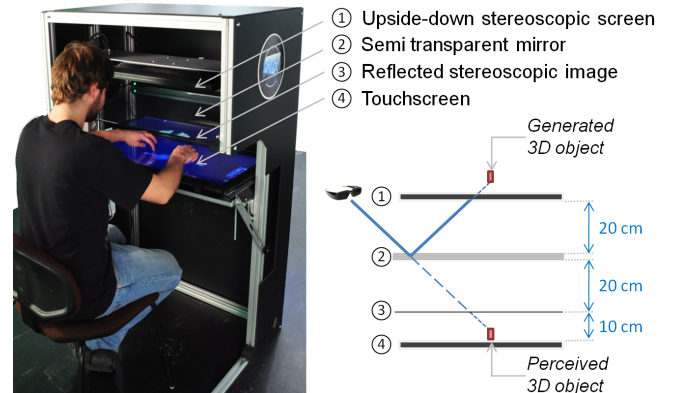 ① Upside-down stereoscopic screen
② Semi transparent mirror
③ Reflected stereoscopic image
④ Touchscreen
Generated
3D object
①
20 cm
②
20 cm
③
10 cm
④
Perceived
3D object